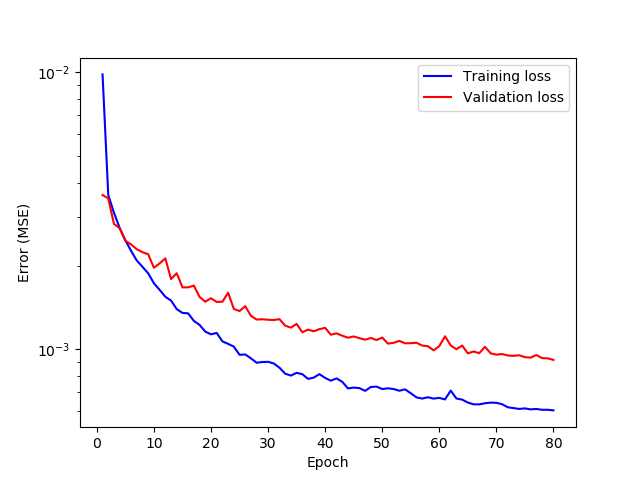 Training loss
Validation loss
10⁻²
10⁻³
Error (MSE)
0 10 20 30 40 50 60 70 80
Epoch